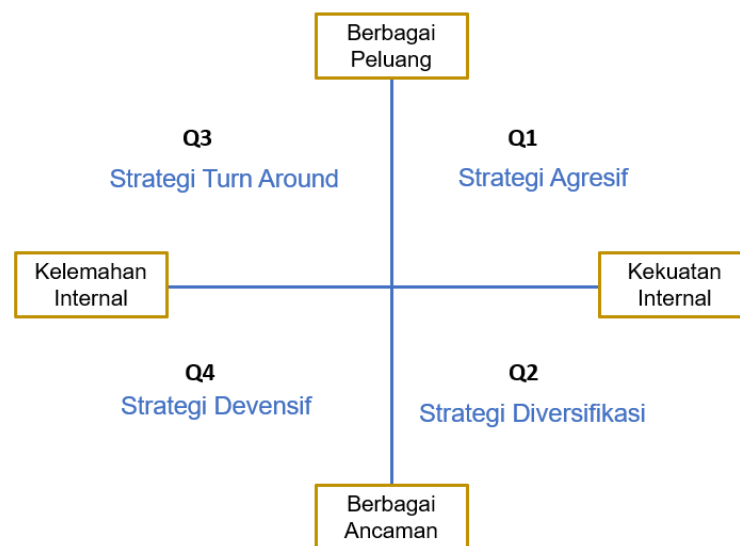 Berbagai
Peluang
Q3
Strategi Turn Around
Q1
Strategi Agresif
Kelemahan
Internal
Kekuatan
Internal
Q4
Strategi Devensif
Q2
Strategi Diversifikasi
Berbagai
Ancaman